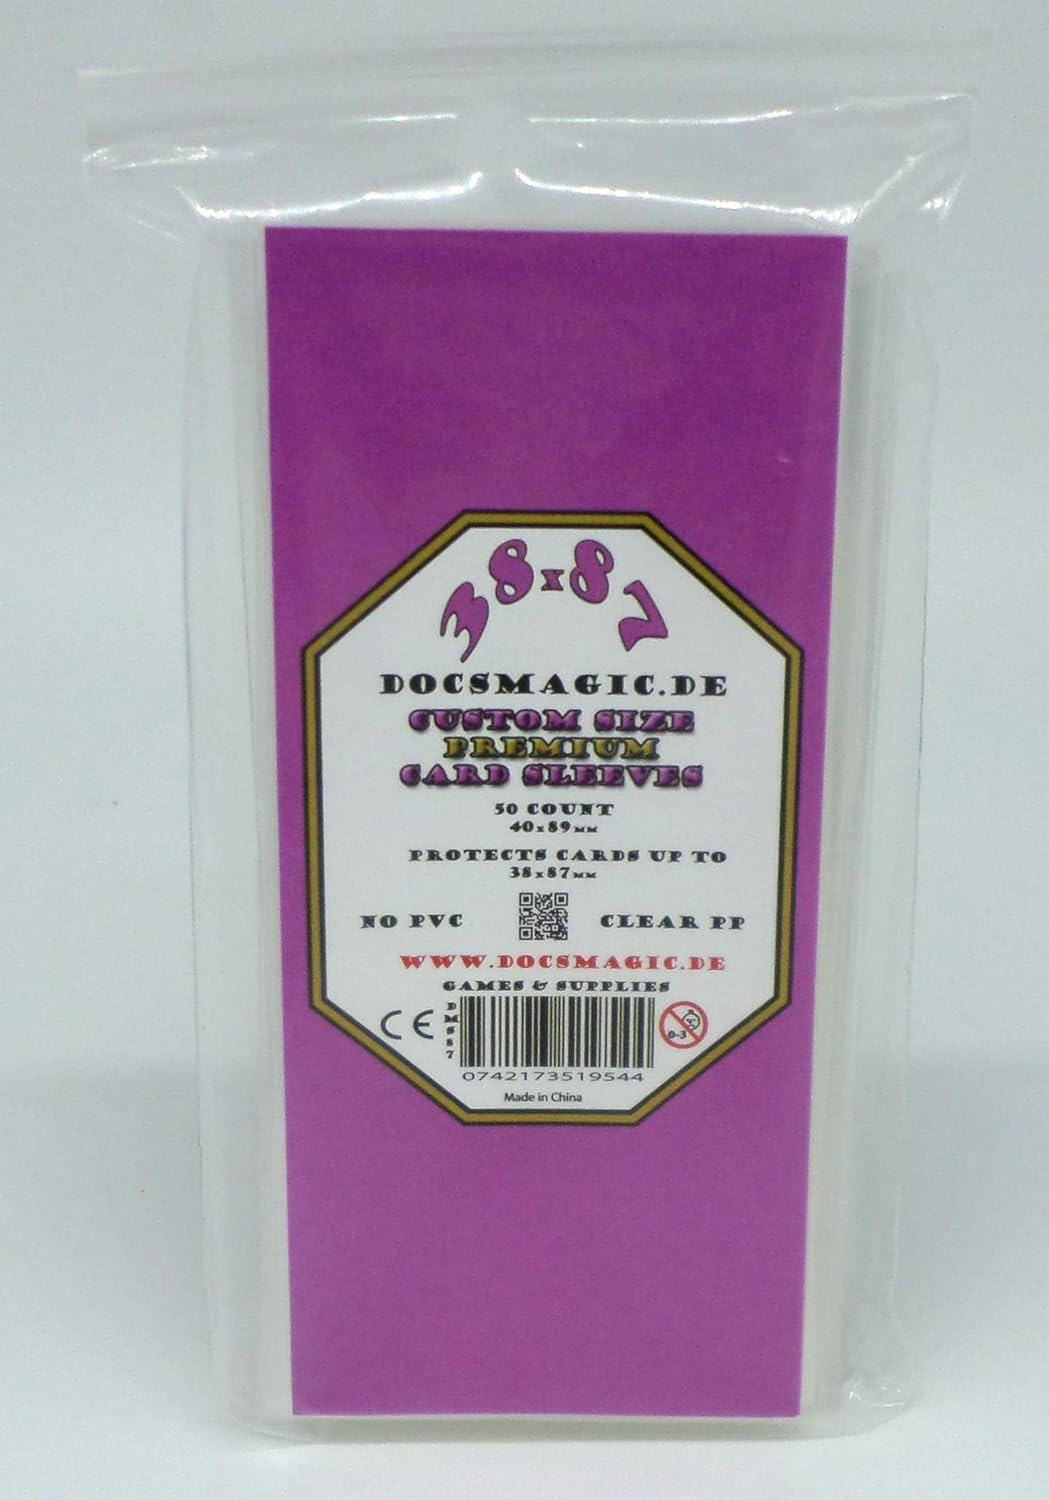 38x87
DOCSMAGIC.DE
CUSTOM SIZE
PREMIUM
CARD SLEEVES
50 COUNT
40x89MM
PROTECTS CARDS UP TO
38x87MM
NO PVC
CLEAR PP
WWW.DOCSMAGIC.DE
GAMES & SUPPLIES
CE
DMS87
0-3
0742173519544
Made in China